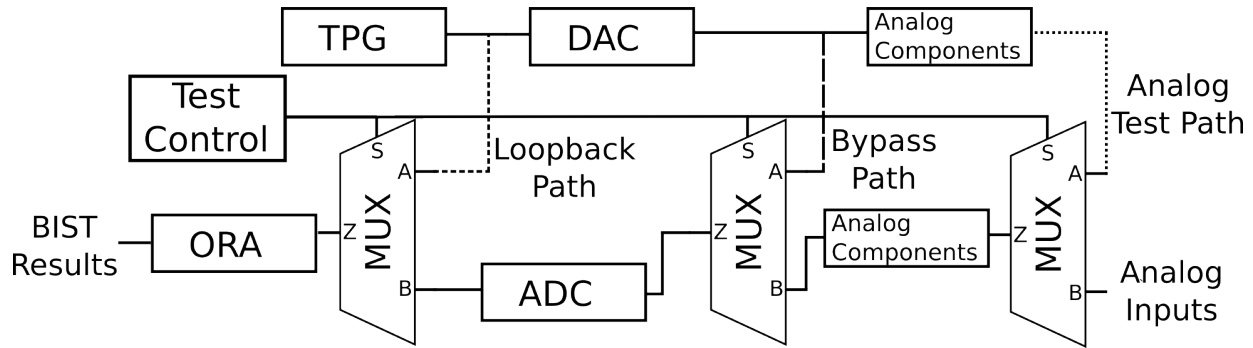 TPG
DAC
Analog
Components
Test
Control
Analog
Test Path
S
S
S
A
Loopback
Path
A
Bypass
Path
A
BIST
Results
ORA
Z
MUX
Z
MUX
Analog
Components
Z
MUX
B
ADC
B
B
Analog
Inputs